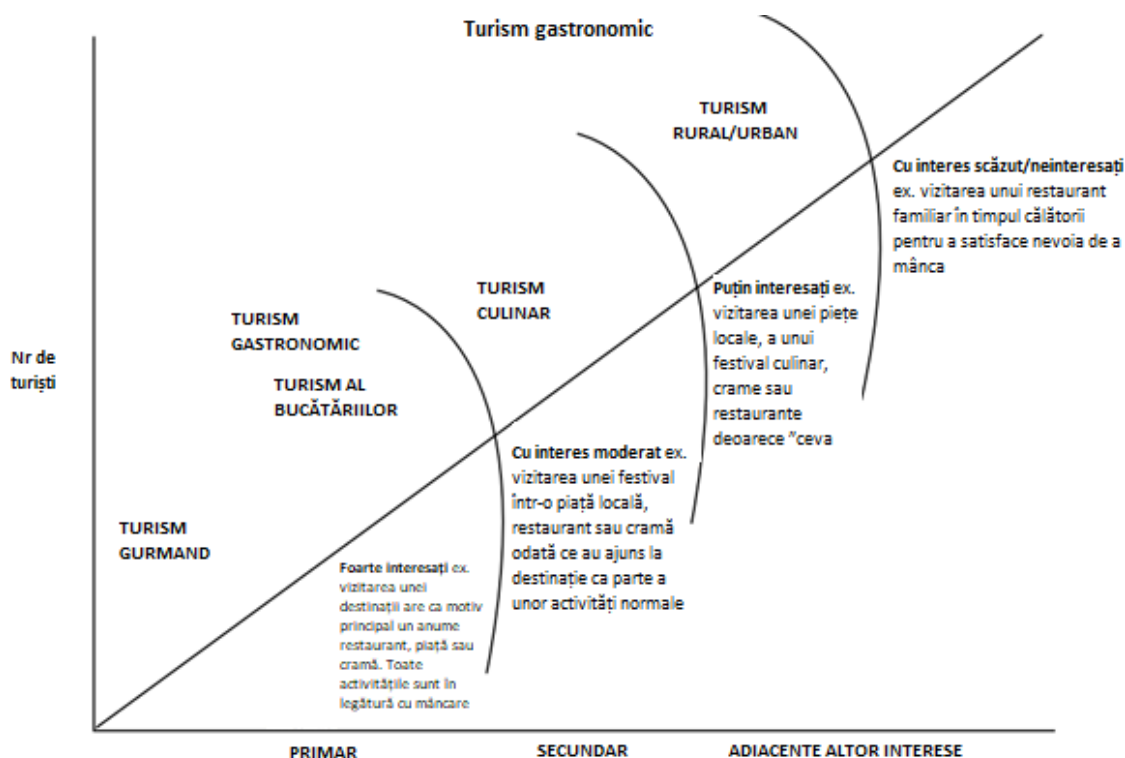 Turism gastronomic
TURISM
RURAL/URBAN
Cu interes scăzut/neinteresați
ex. vizitarea unui restaurant
familiar în timpul călătorii
pentru a satisface nevoia de a
mânca
TURISM
CULINAR
Puțin interesați ex.
vizitarea unei piețe
locale, a unui
festival culinar,
crame sau
restaurante
deoarece ”ceva
TURISM
GASTRONOMIC
TURISM AL
BUCĂTĂRIILOR
Nr de
turiști
Cu interes moderat ex.
vizitarea unei festival
într-o piață locală,
restaurant sau cramă
odată ce au ajuns la
destinație ca parte a
unor activități normale
TURISM
GURMAND
Foarte interesați ex.
vizitarea unei
destinații are ca motiv
principal un anume
restaurant, piață sau
cramă. Toate
activitățile sunt în
legătură cu mâncare
PRIMAR
SECUNDAR
ADIACENTE ALTOR INTERESE